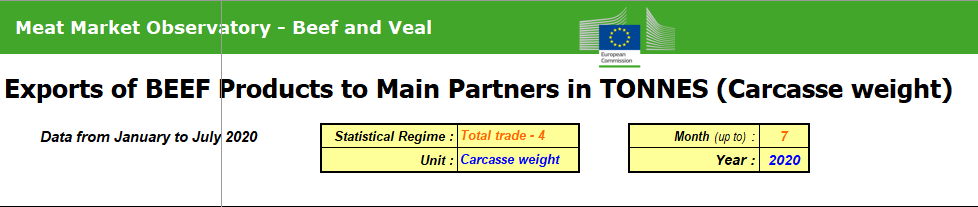 Meat Market Observatory - Beef and Veal
European
Commission
Exports of BEEF Products to Main Partners in TONNES (Carcasse weight)
Data from January to July 2020
Statistical Regime : Total trade - 4
Unit : Carcasse weight
Month (up to) : 7
Year : 2020